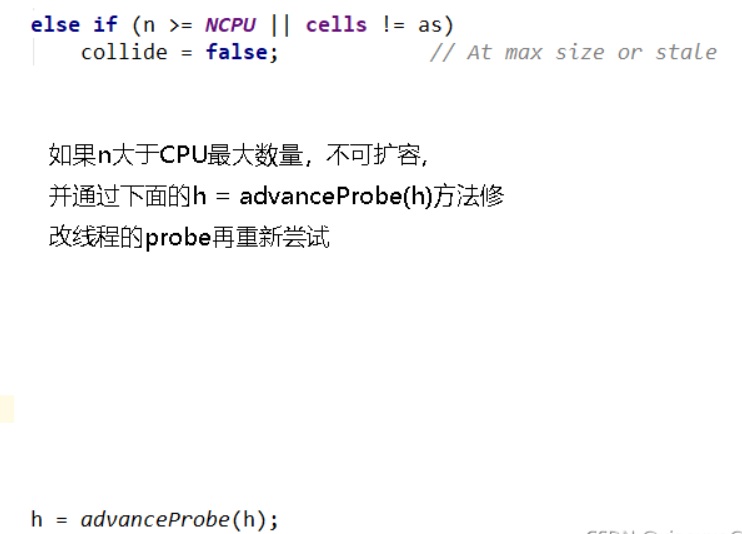 else if (n >= NCPU || cells != as)
collide = false; // At max size or stale
如果n大于CPU最大数量，不可扩容,
并通过下面的h = advanceProbe(h)方法修
改线程的probe再重新尝试
h = advanceProbe(h);